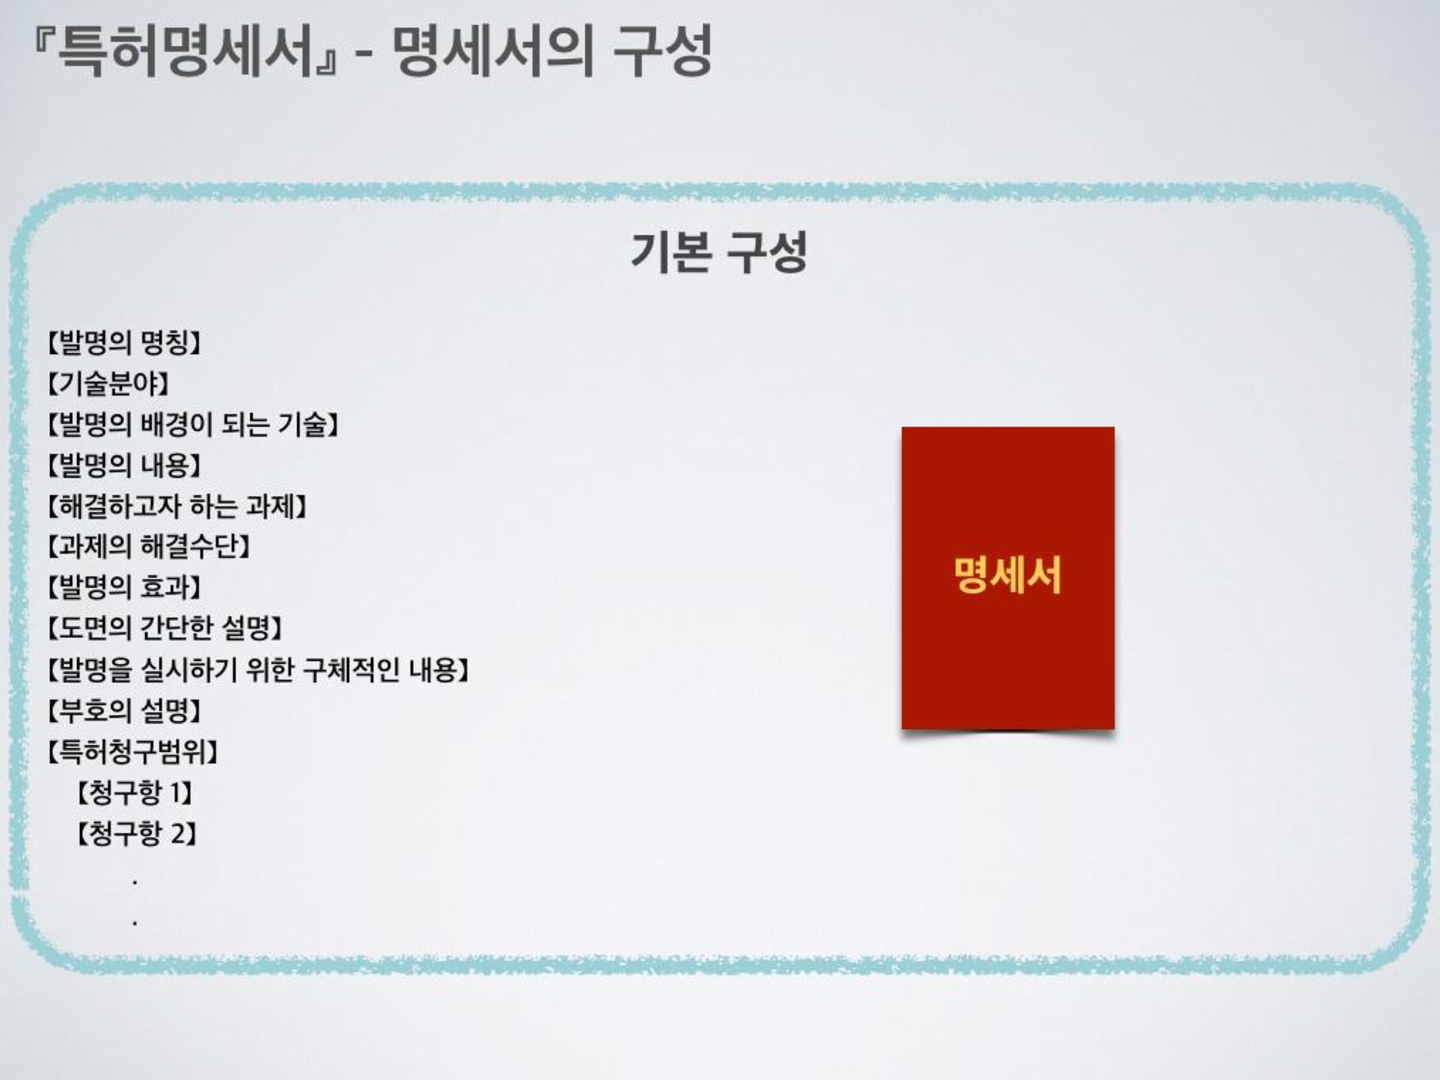 『특허명세서』 - 명세서의 구성
기본 구성
【발명의 명칭】
【기술분야】
【발명의 배경이 되는 기술】
【발명의 내용】
【해결하고자 하는 과제】
【과제의 해결수단】
【발명의 효과】
【도면의 간단한 설명】
【발명을 실시하기 위한 구체적인 내용】
【부호의 설명】
【특허청구범위】
【청구항 1】
【청구항 2】
.
.
명세서